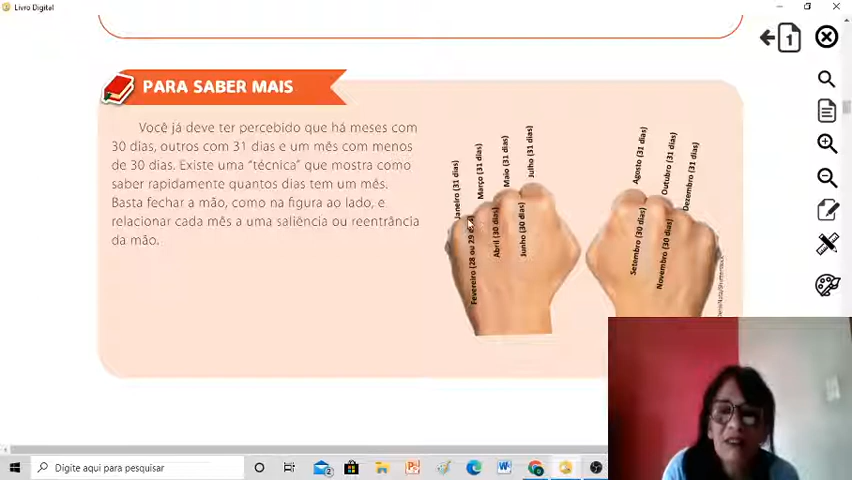 Livro Digital
1
PARA SABER MAIS
Você já deve ter percebido que há meses com
30 dias, outros com 31 dias e um mês com menos
de 30 dias. Existe uma “técnica” que mostra como
saber rapidamente quantos dias tem um mês.
Basta fechar a mão, como na figura ao lado, e
relacionar cada mês a uma saliência ou reentrância
da mão.
Janeiro (31 dias)
Fevereiro (28 ou 29
Março (31 dias)
Abril (30 dias)
Maio (31 dias)
Junho (30 dias)
Julho (31 dias)
Agosto (31 dias)
Setembro (30 dias)
Outubro (31 dias)
Novembro (30 dias)
Dezembro (31 dias)
Digite aqui para pesquisar
2